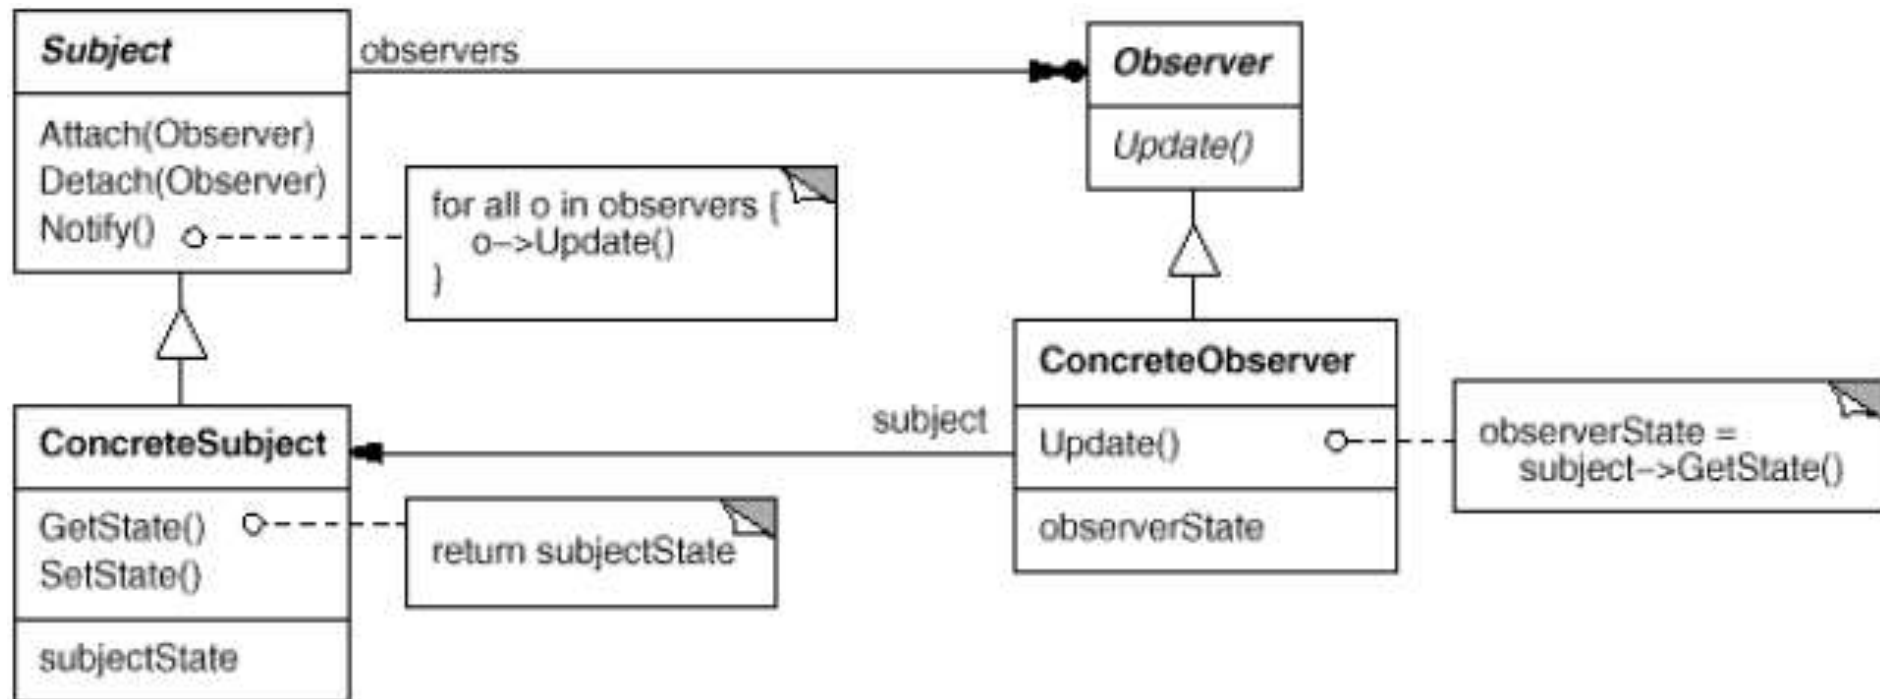 Subject
Attach(Observer)
Detach(Observer)
Notify()
observers
Observer
Update()
for all o in observers {
o–>Update()
}
ConcreteSubject
GetState()
SetState()
subjectState
return subjectState
subject
ConcreteObserver
Update()
observerState
observerState =
subject–>GetState()